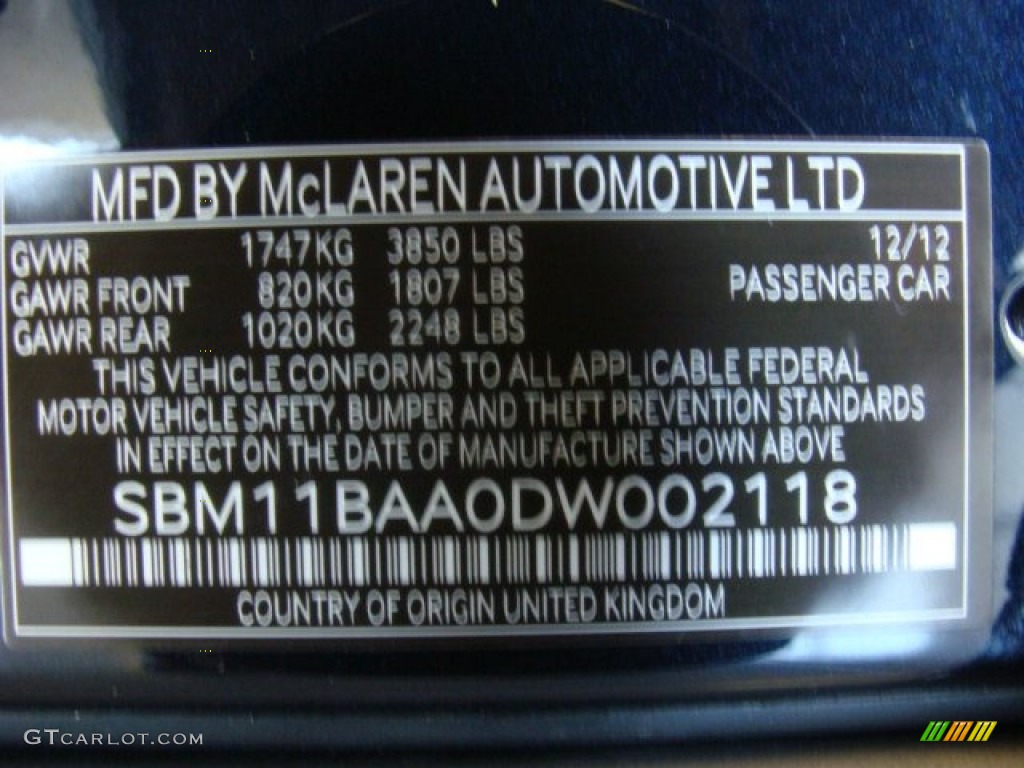 MFD BY McLAREN AUTOMOTIVE LTD
GVWR 1747KG 3850 LBS 12/12
GAWR FRONT 820KG 1807 LBS PASSENGER CAR
GAWR REAR 1020KG 2248 LBS
THIS VEHICLE CONFORMS TO ALL APPLICABLE FEDERAL
MOTOR VEHICLE SAFETY, BUMPER AND THEFT PREVENTION STANDARDS
IN EFFECT ON THE DATE OF MANUFACTURE SHOWN ABOVE
SBM11BAA0DW002118
COUNTRY OF ORIGIN UNITED KINGDOM
GTCARLOT.COM